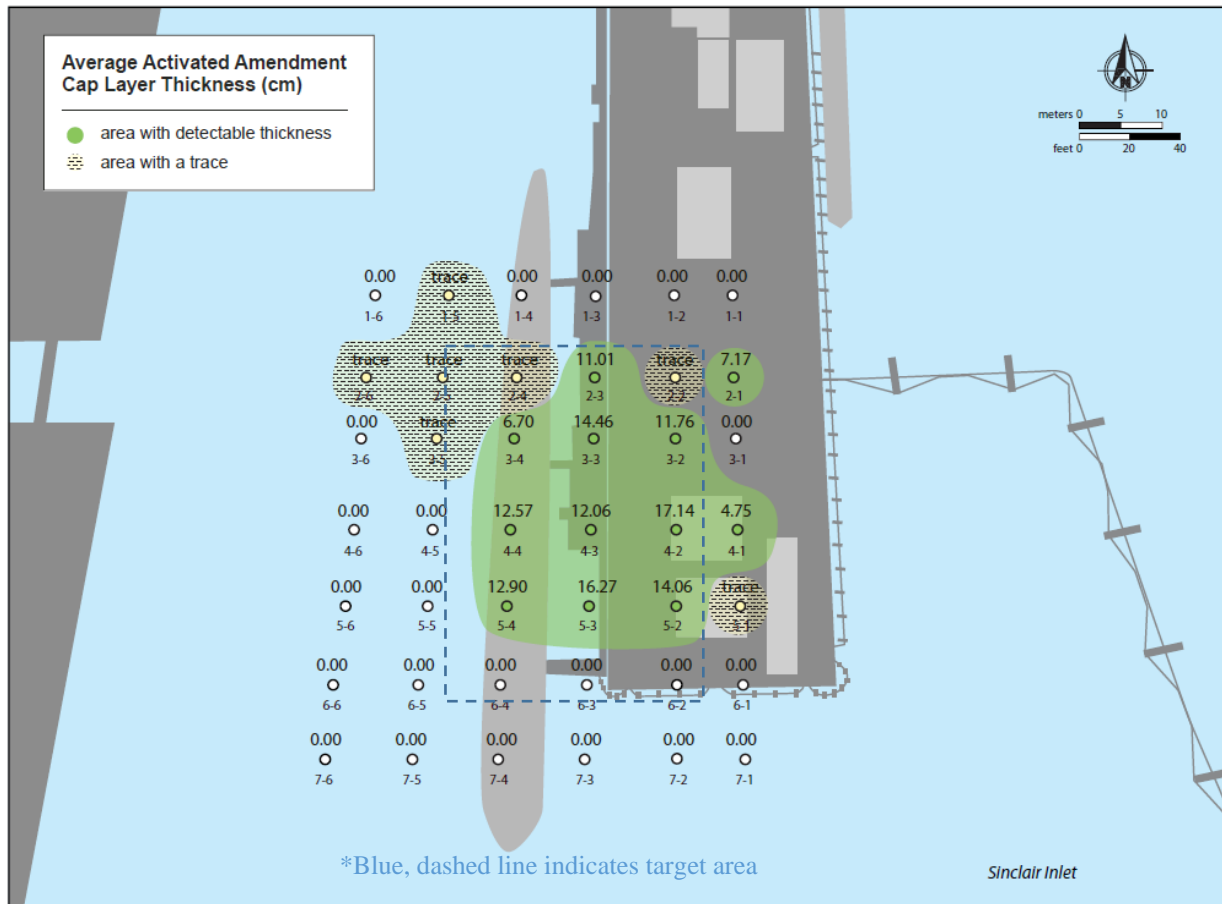 Average Activated Amendment
Cap Layer Thickness (cm)
area with detectable thickness
area with a trace
N
meters 0 5 10
feet 0 20 40
0.00 trace 0.00 0.00 0.00 0.00
1-6 1-5 1-4 1-3 1-2 1-1
trace trace trace 11.01 trace 7.17
2-6 2-5 2-4 2-3 2-2 2-1
0.00 trace 6.70 14.46 11.76 0.00
3-6 3-5 3-4 3-3 3-2 3-1
0.00 0.00 12.57 12.06 17.14 4.75
4-6 4-5 4-4 4-3 4-2 4-1
0.00 0.00 12.90 16.27 14.06 trace
5-6 5-5 5-4 5-3 5-2 5-1
0.00 0.00 0.00 0.00 0.00 0.00
6-6 6-5 6-4 6-3 6-2 6-1
0.00 0.00 0.00 0.00 0.00 0.00
7-6 7-5 7-4 7-3 7-2 7-1
*Blue, dashed line indicates target area
Sinclair Inlet